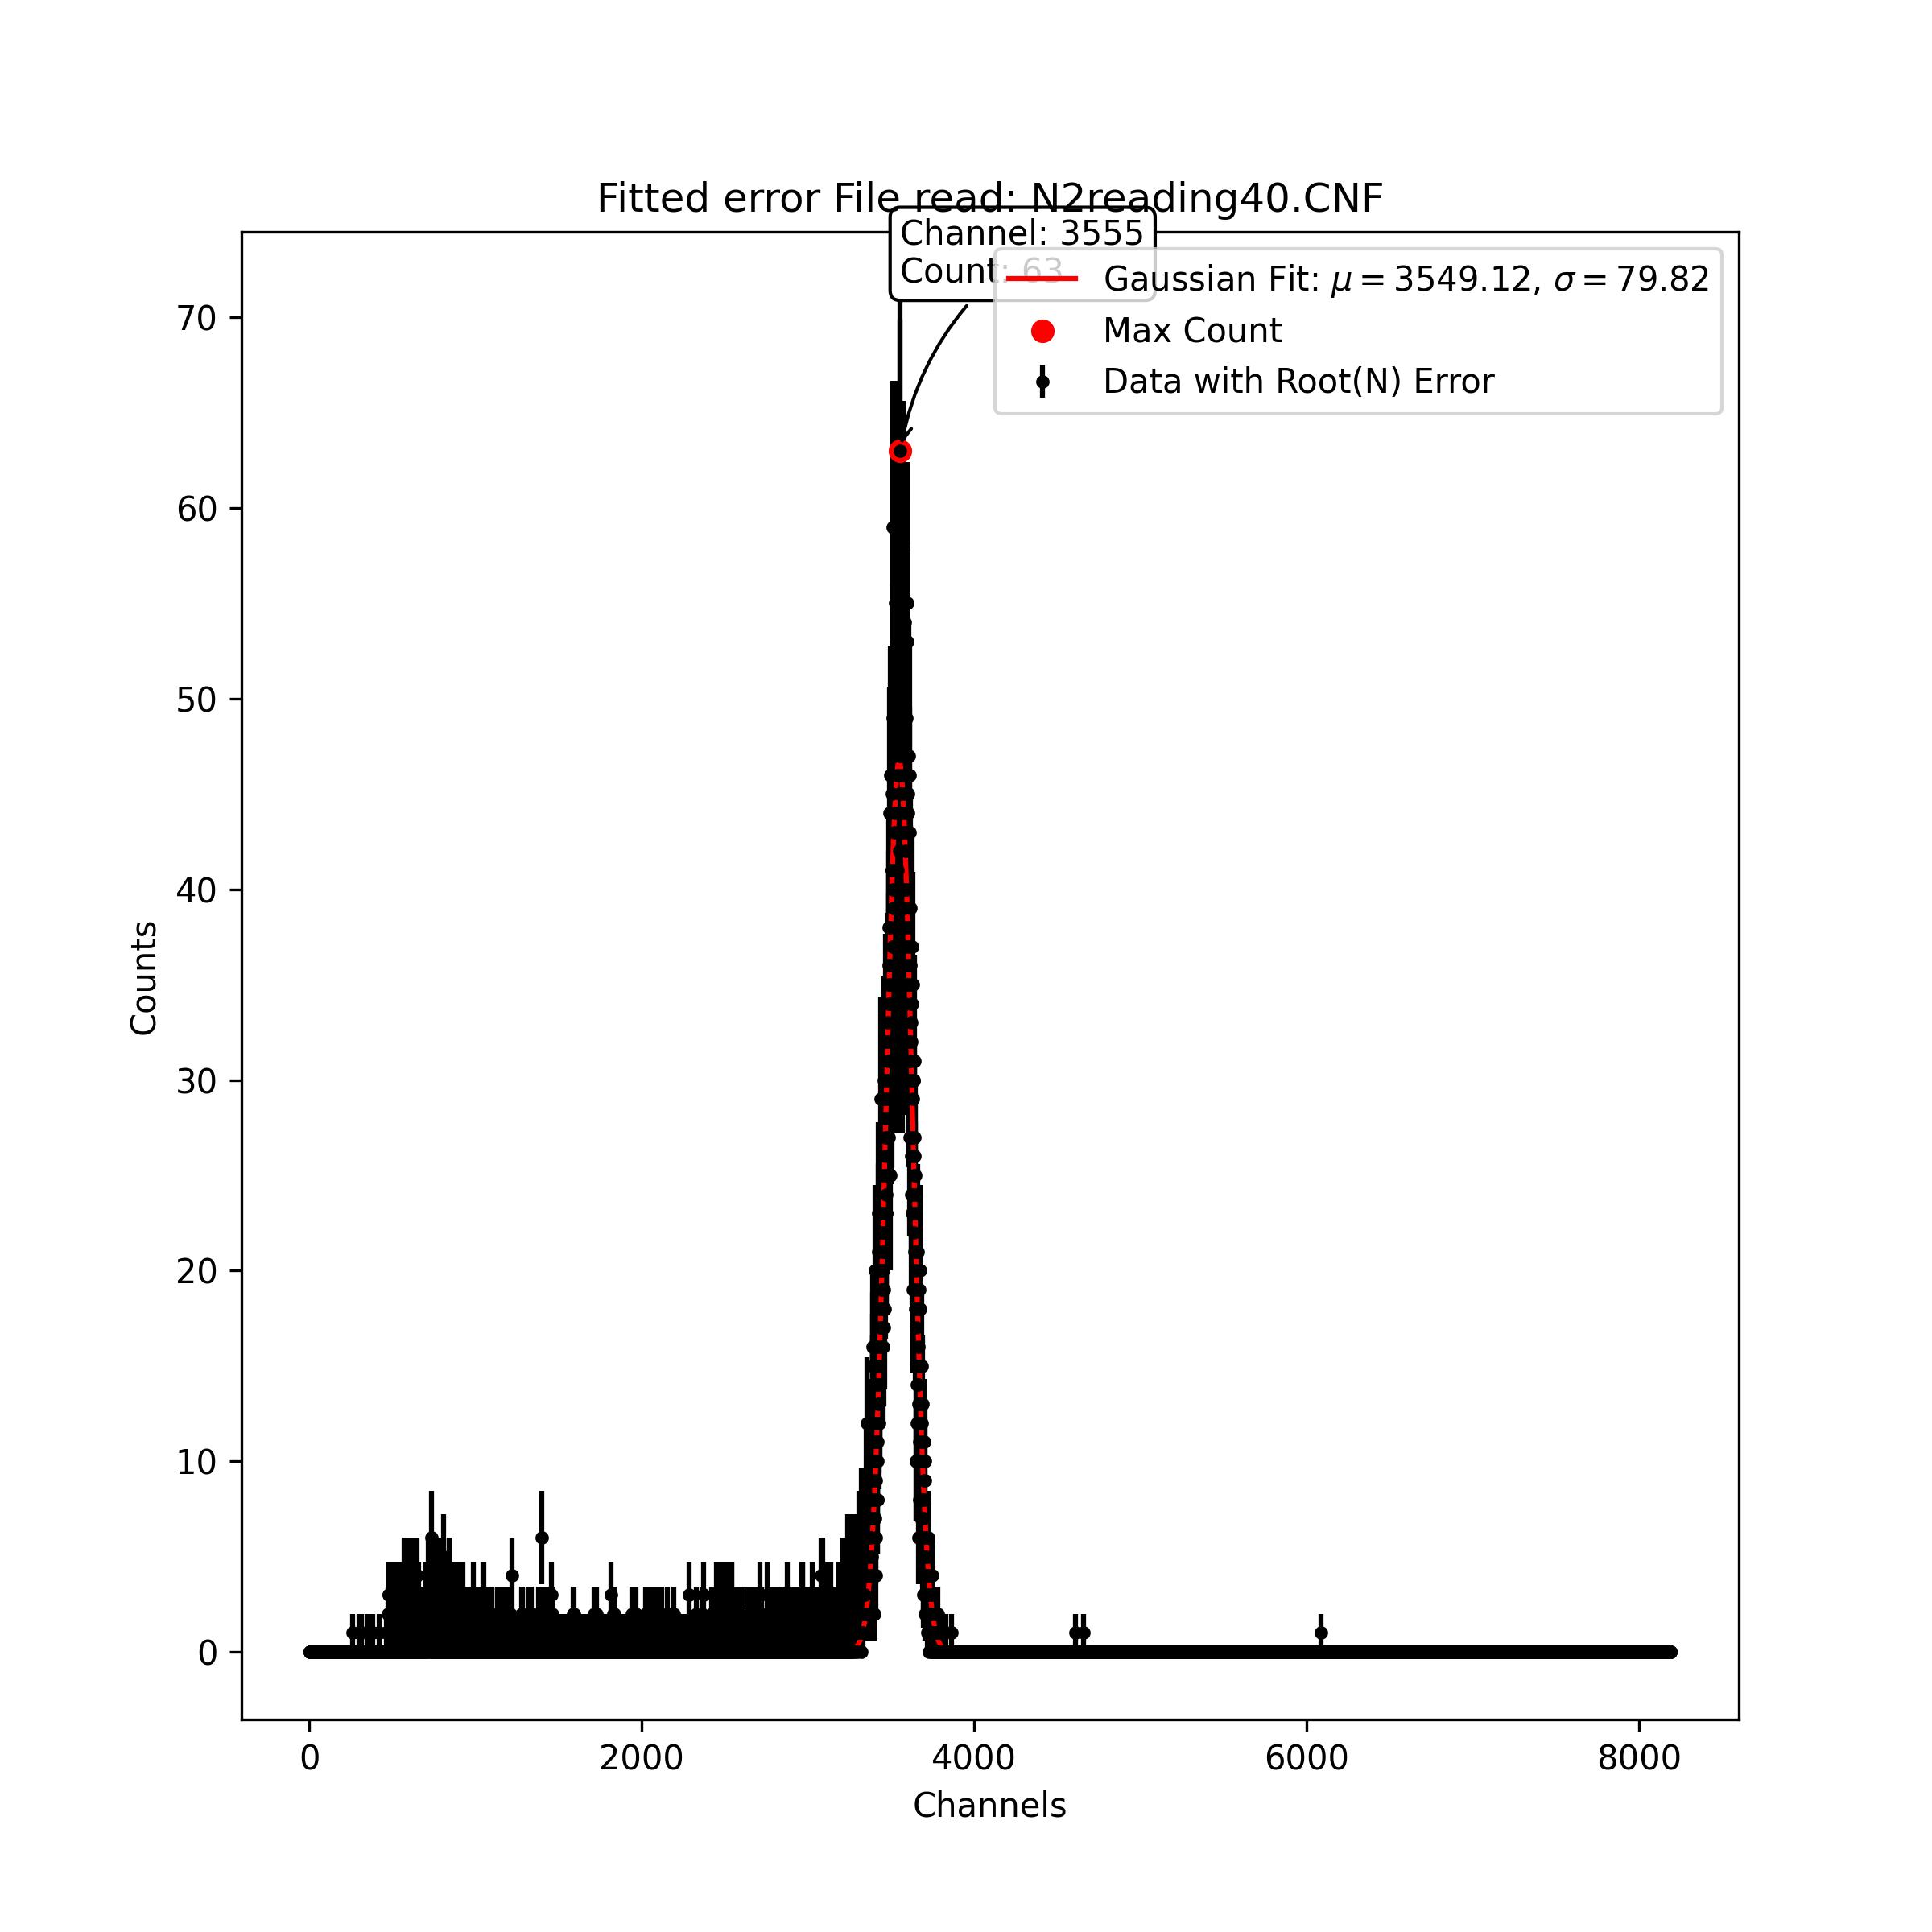 Fitted error File read: N2reading40.CNF
Channel: 3555
Count: 63
Gaussian Fit: μ = 3549.12, σ = 79.82
Max Count
Data with Root(N) Error
Counts
70
60
50
40
30
20
10
0
0 2000 4000 6000 8000
Channels